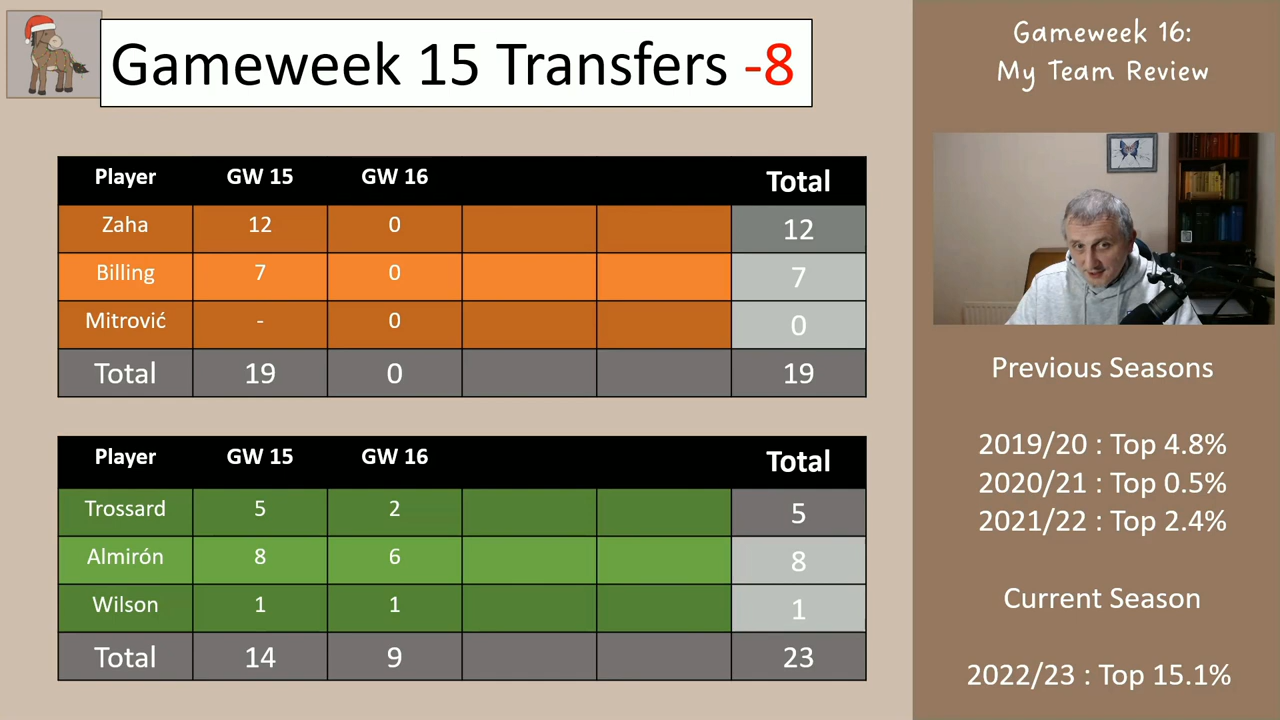 Gameweek 15 Transfers -8
Gameweek 16:
My Team Review
Player GW 15 GW 16 Total
Zaha 12 0 12
Billing 7 0 7
Mitrović - 0 0
Total 19 0 19
Player GW 15 GW 16 Total
Trossard 5 2 5
Almirón 8 6 8
Wilson 1 1 1
Total 14 9 23
Previous Seasons
2019/20 : Top 4.8%
2020/21 : Top 0.5%
2021/22 : Top 2.4%
Current Season
2022/23 : Top 15.1%